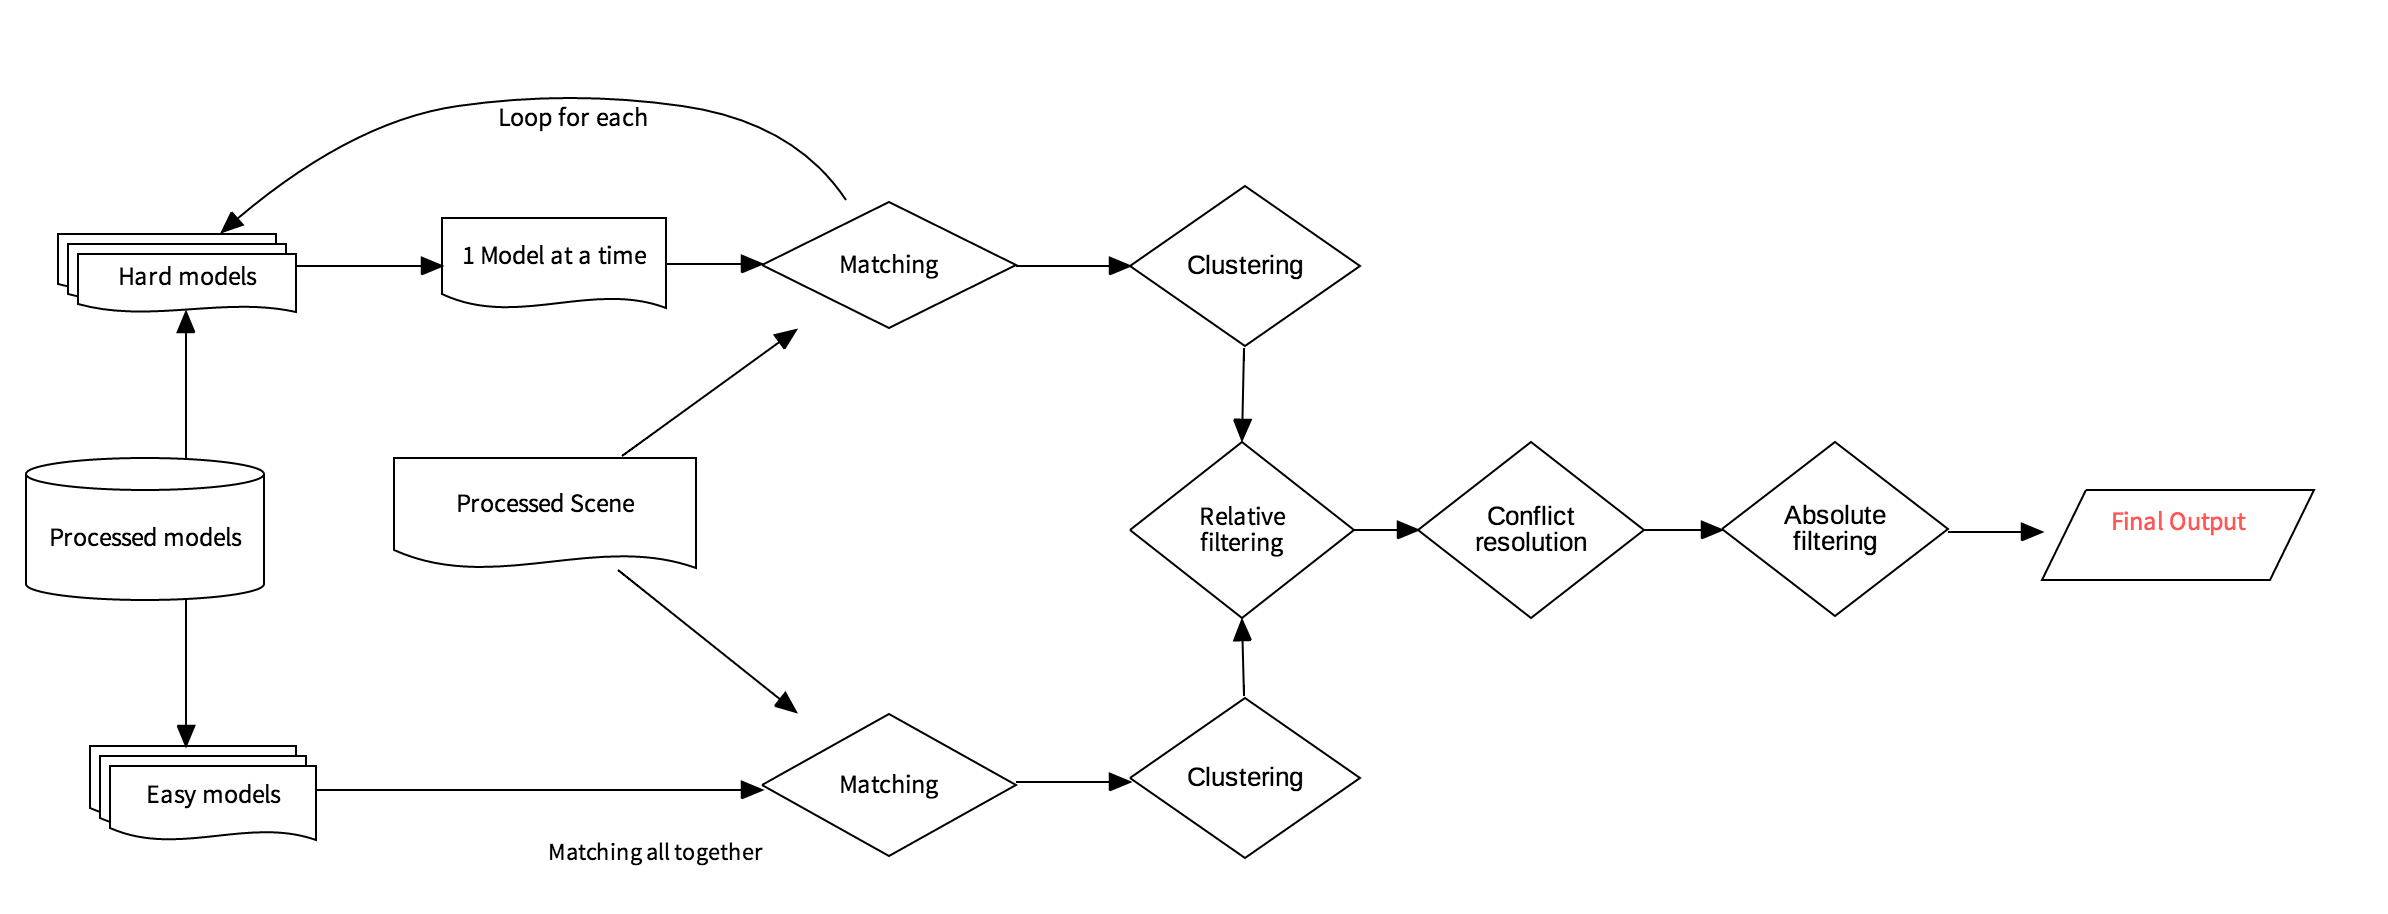 Loop for each
Hard models
1 Model at a time
Matching
Clustering
Processed models
Processed Scene
Relative
filtering
Conflict
resolution
Absolute
filtering
Final Output
Easy models
Matching
Clustering
Matching all together